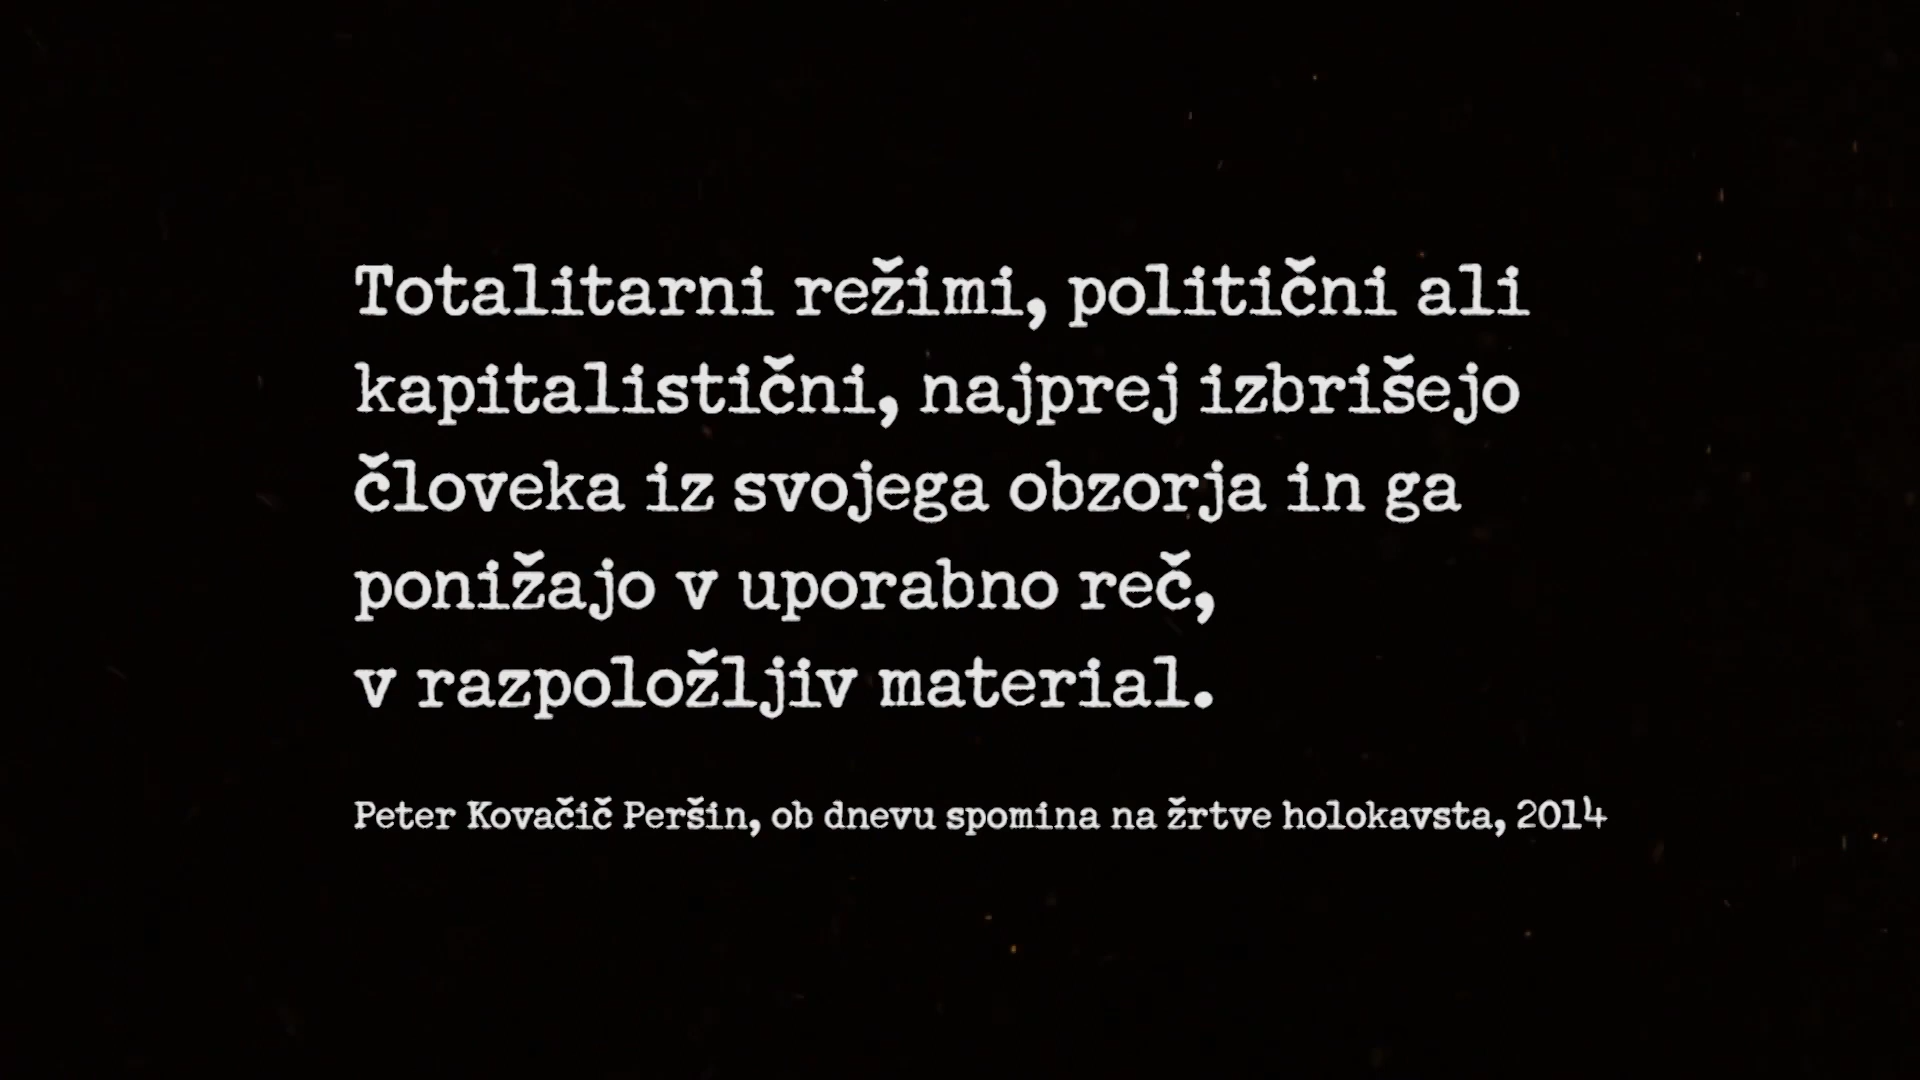 Totalitarni režimi, politični ali
kapitalistični, najprej izbrišejo
človeka iz svojega obzorja in ga
ponižajo v uporabno reč,
v razpoložljiv material.
Peter Kovačič Peršin, ob dnevu spomina na žrtve holokavsta, 2014